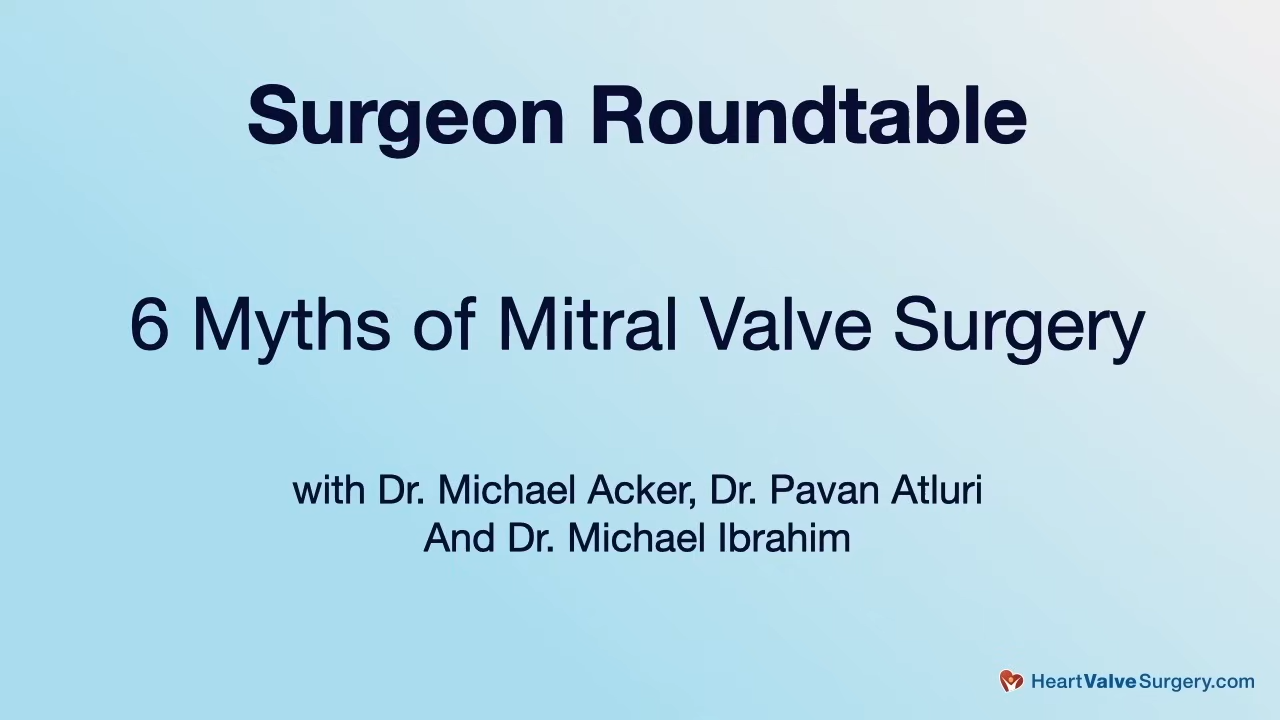 Surgeon Roundtable
6 Myths of Mitral Valve Surgery
with Dr. Michael Acker, Dr. Pavan Atluri
And Dr. Michael Ibrahim
HeartValveSurgery.com